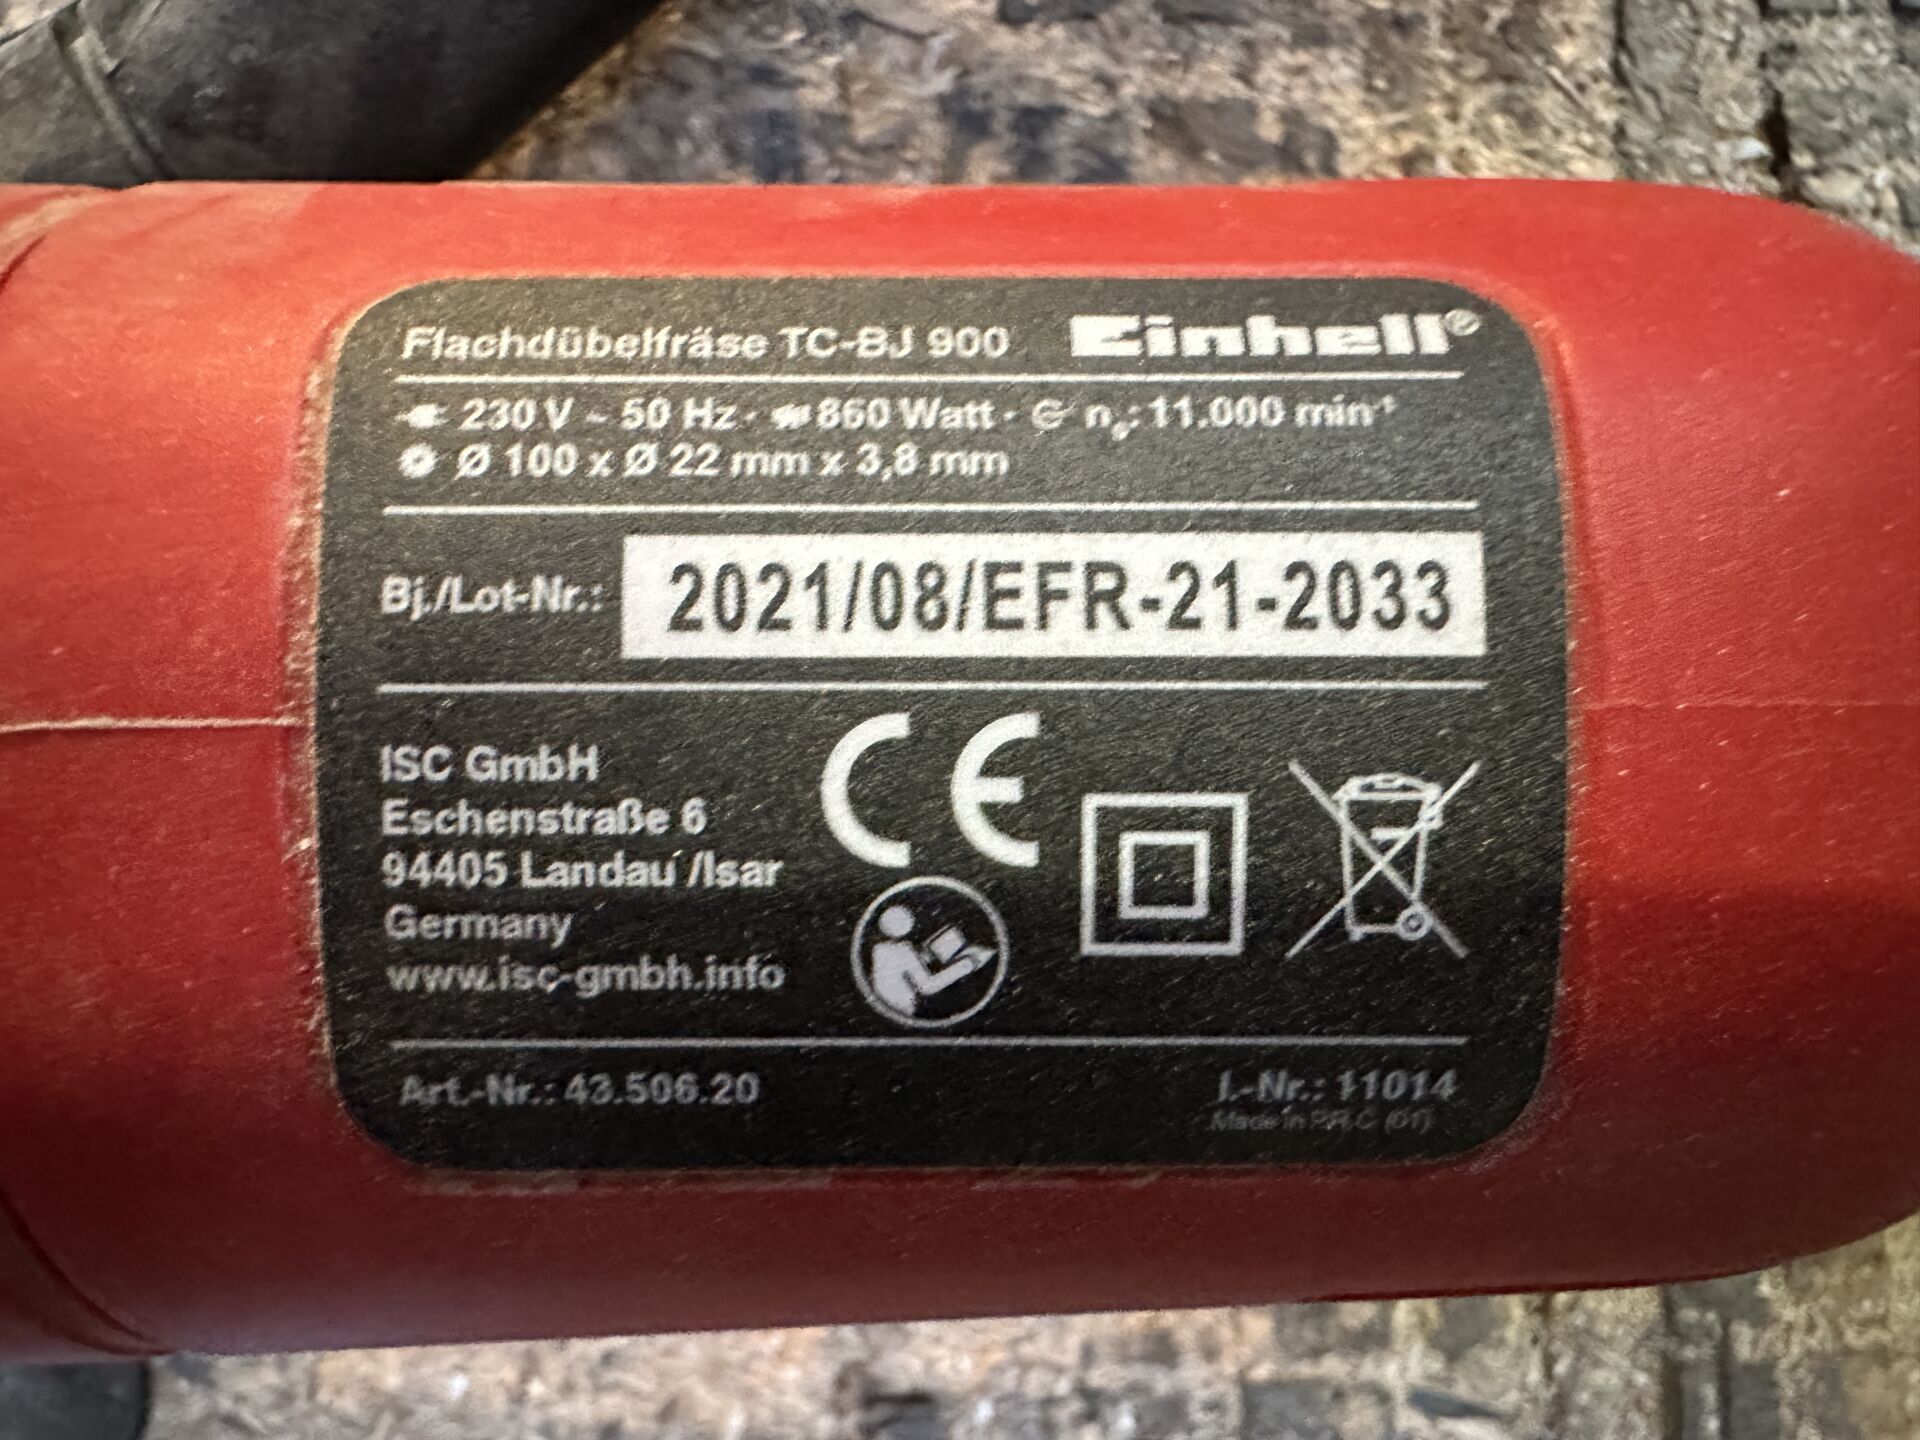 Flachdübelfräse TC-BJ 900 Einhell®
230 V ~ 50 Hz · 860 Watt · n₀: 11.000 min⁻¹
Ø 100 x Ø 22 mm x 3,8 mm
Bj./Lot-Nr.: 2021/08/EFR-21-2033
ISC GmbH
Eschenstraße 6
94405 Landau /Isar
Germany
www.isc-gmbh.info
CE
Art.-Nr.: 43.506.20 I.-Nr.: 11014
Made in P.R.C (01)